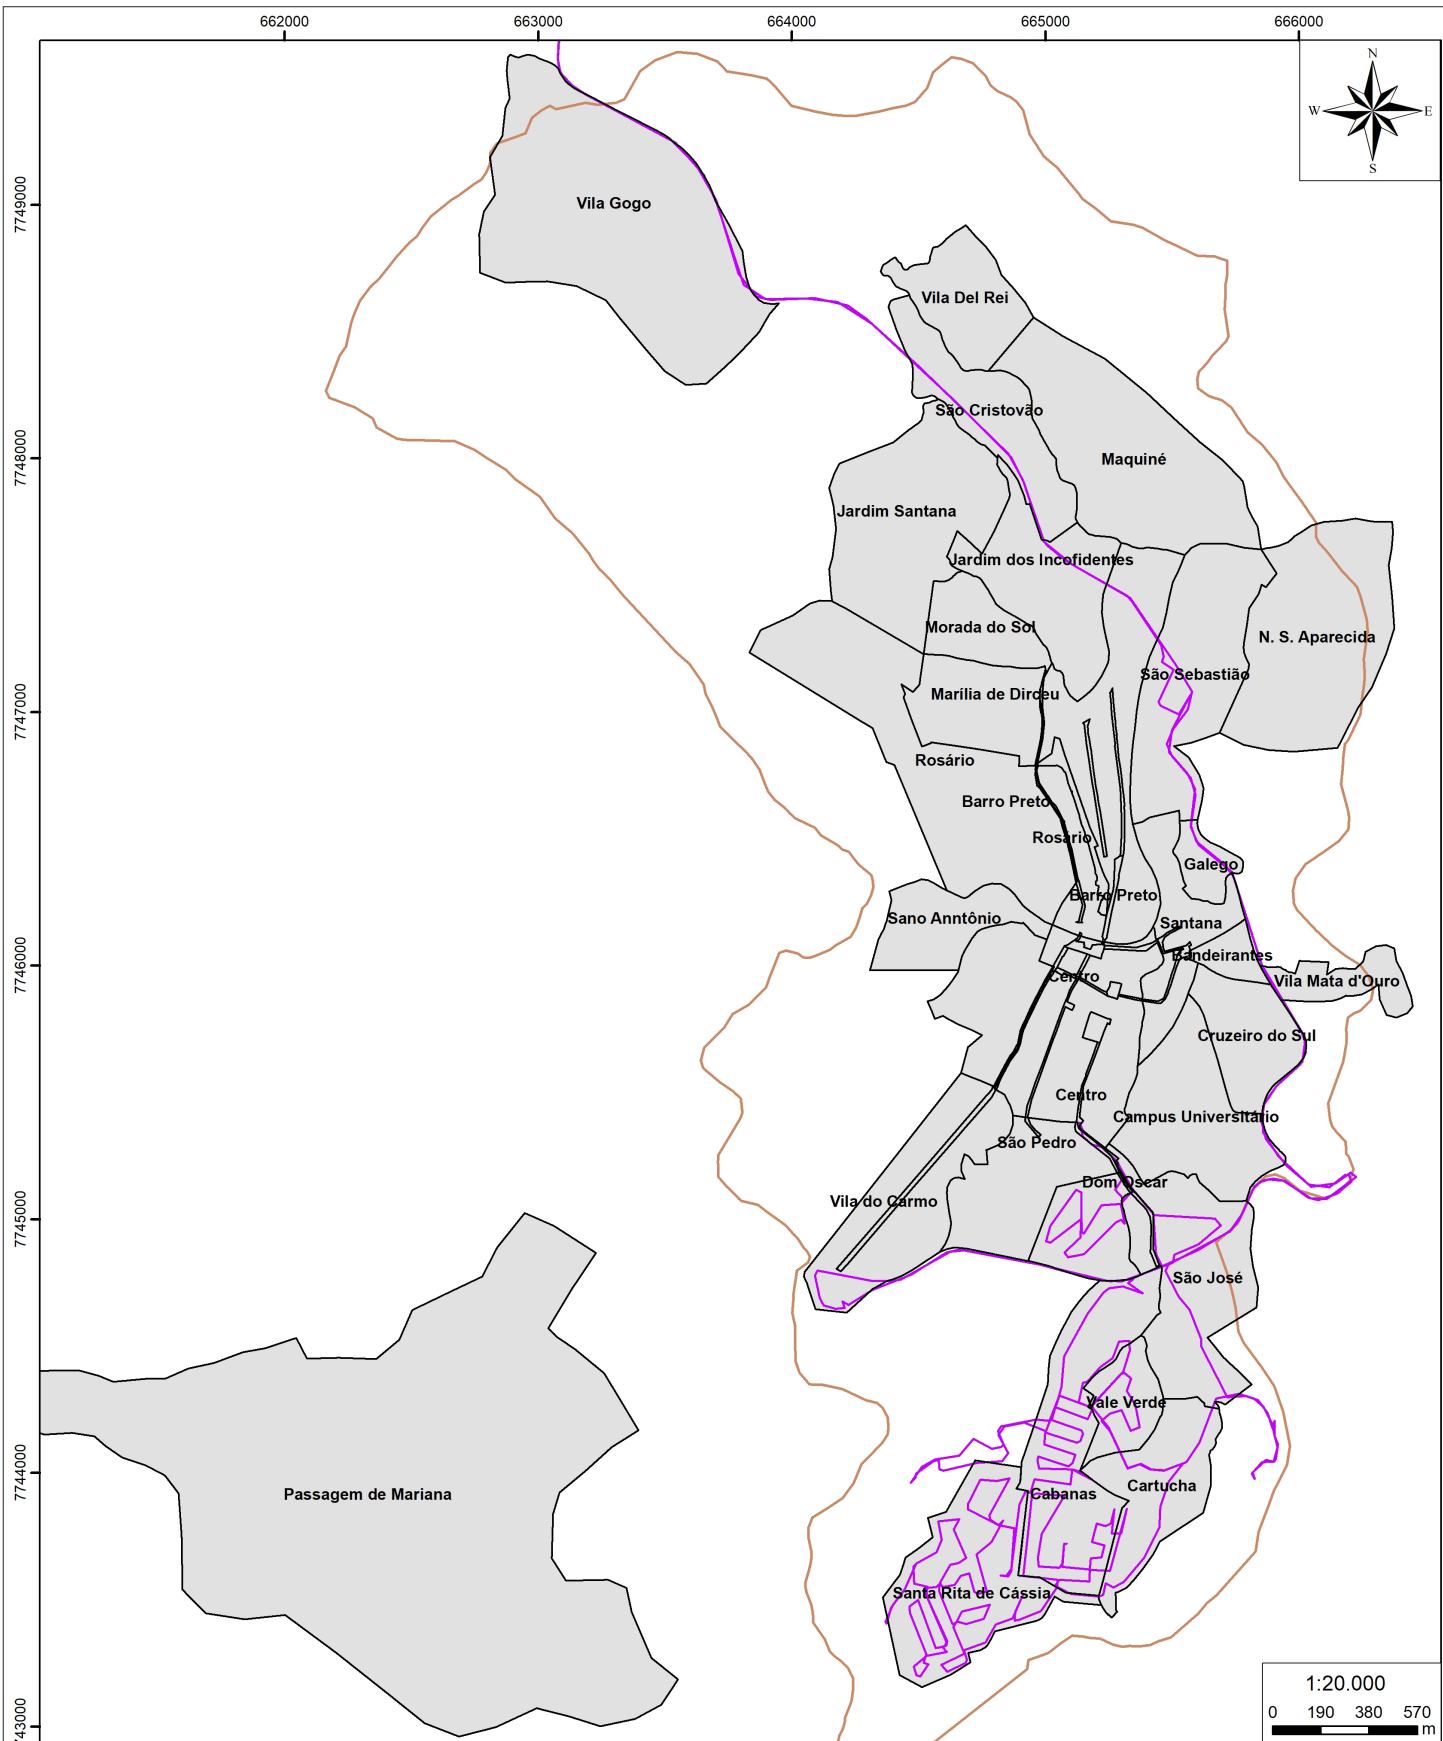 662000 663000 664000 665000 666000
N
W E
S
7749000
Vila Gogo
Vila Del Rei
São Cristovão
7748000
Maquiné
Jardim Santana
Jardim dos Incofidentes
Morada do Sol
N. S. Aparecida
São Sebastião
Marília de Dirceu
7747000
Rosário
Barro Preto
Rosário
Galego
Barro Preto
Sano Anntônio
Santana
Bandeirantes
7746000
Centro
Vila Mata d'Ouro
Cruzeiro do Sul
Centro
Campus Universitário
São Pedro
Dom Oscar
Vila do Carmo
7745000
São José
Vale Verde
7744000
Passagem de Mariana
Cabanas
Cartucha
Santa Rita de Cássia
43000
1:20.000
0 190 380 570
m